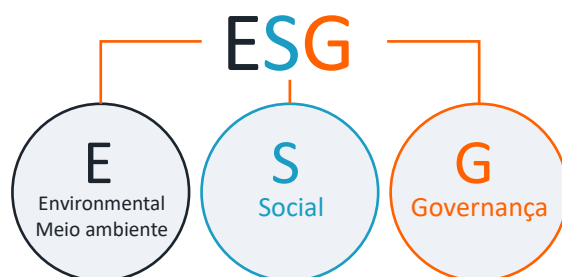 ESG
E
Environmental
Meio ambiente
S
Social
G
Governança